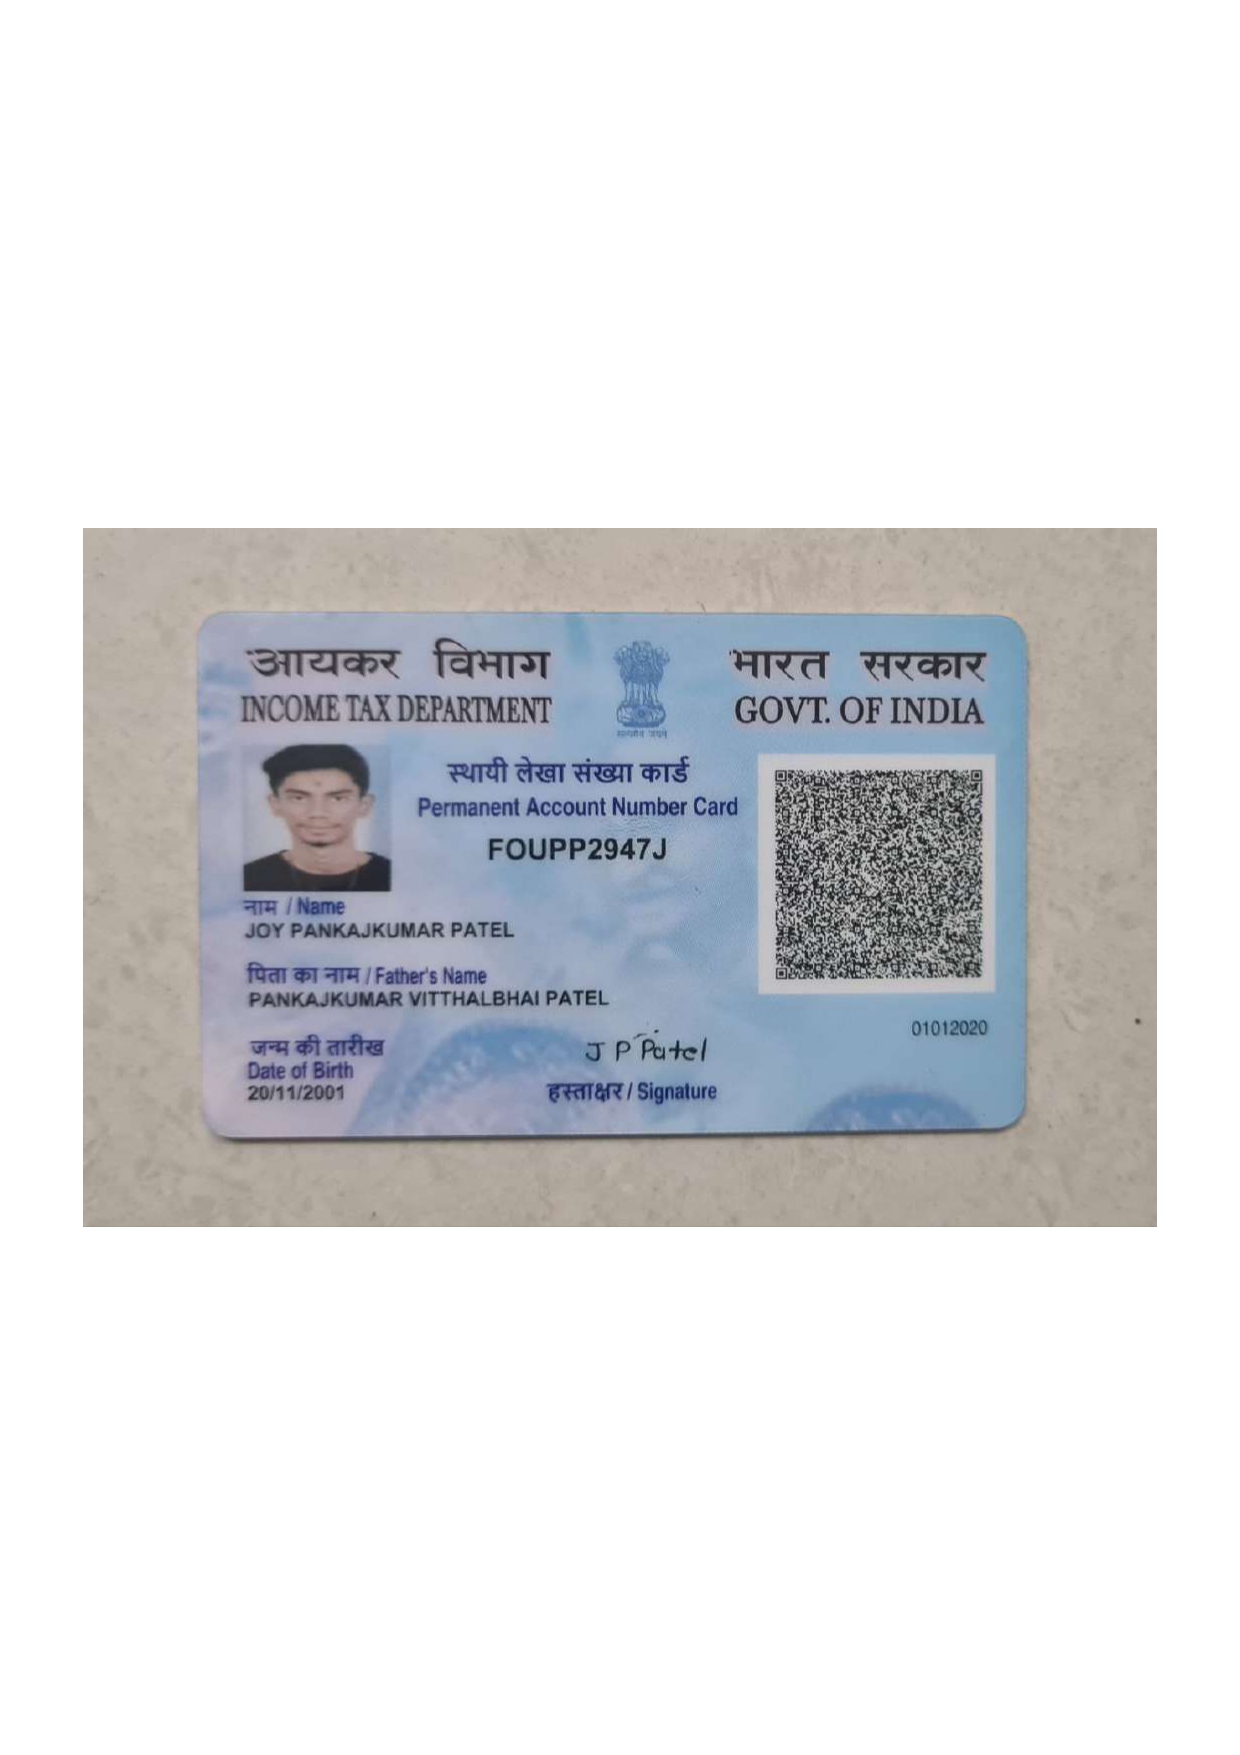 आयकर विभाग
INCOME TAX DEPARTMENT
सत्यमेव जयते
भारत सरकार
GOVT. OF INDIA
स्थायी लेखा संख्या कार्ड
Permanent Account Number Card
FOUPP2947J
नाम / Name
JOY PANKAJKUMAR PATEL
पिता का नाम / Father's Name
PANKAJKUMAR VITTHALBHAI PATEL
01012020
जन्म की तारीख
Date of Birth
20/11/2001
J P Patel
हस्ताक्षर / Signature